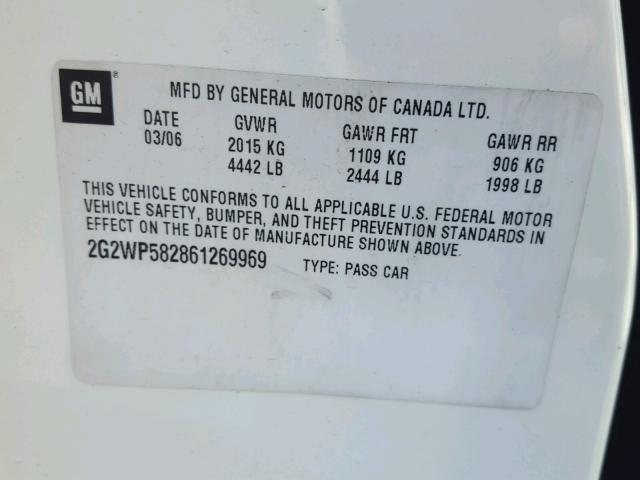 GM®
MFD BY GENERAL MOTORS OF CANADA LTD.
DATE GVWR GAWR FRT GAWR RR
03/06 2015 KG 1109 KG 906 KG
4442 LB 2444 LB 1998 LB
THIS VEHICLE CONFORMS TO ALL APPLICABLE U.S. FEDERAL MOTOR
VEHICLE SAFETY, BUMPER, AND THEFT PREVENTION STANDARDS IN
EFFECT ON THE DATE OF MANUFACTURE SHOWN ABOVE.
2G2WP582861269969 TYPE: PASS CAR